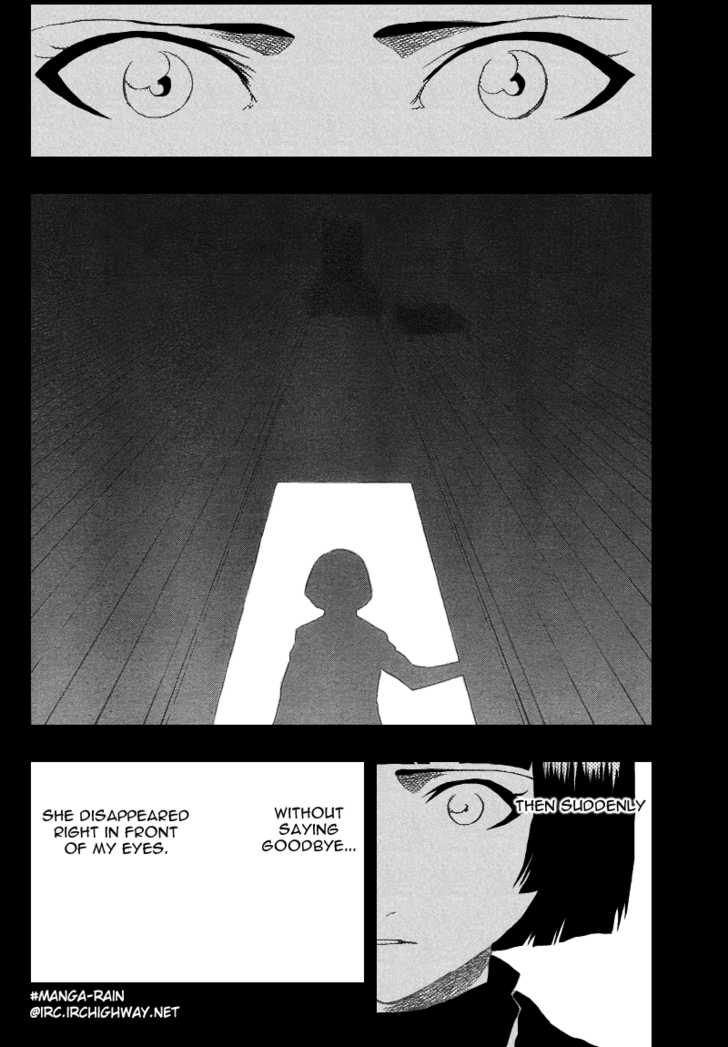 THEN SUDDENLY
WITHOUT
SAYING
GOODBYE...
SHE DISAPPEARED
RIGHT IN FRONT
OF MY EYES.
#MANGA-RAIN
@IRC.IRCHIGHWAY.NET